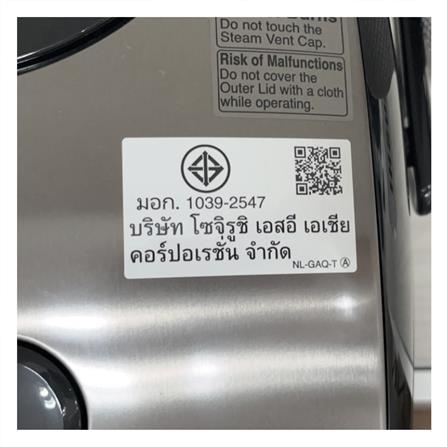 Do not touch the
Steam Vent Cap.
Risk of Malfunctions
Do not cover the
Outer Lid with a cloth
while operating.
มอก. 1039-2547
บริษัท โซจิรูชิ เอสอี เอเชีย
คอร์ปอเรชั่น จำกัด
NL-GAQ-T Ⓐ